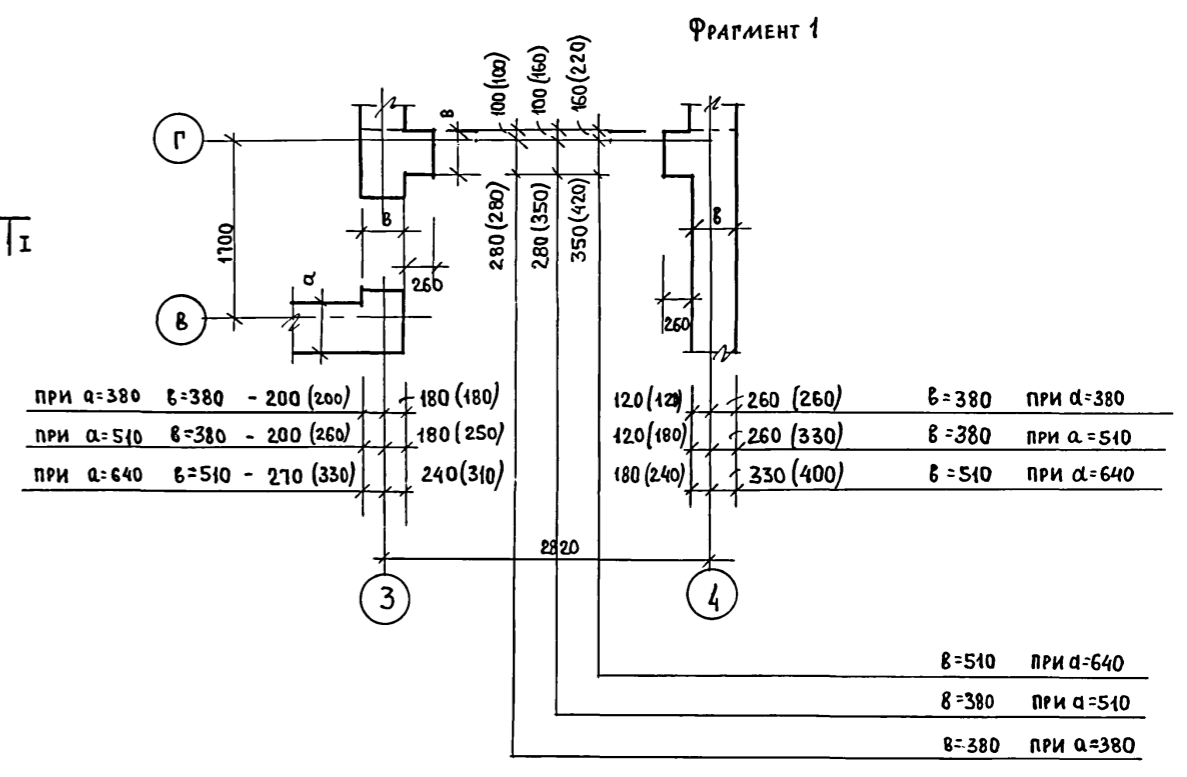 Фрагмент 1
100(100)
100(160)
160(220)
в
Г
280(280)
280(350)
350(420)
в
в
I
1700
а
260
260
В
при а=380 в=380 - 200(200) 180(180) 120(120) 260(260) в=380 при а=380
при а=510 в=380 - 200(260) 180(250) 120(180) 260(330) в=380 при а=510
при а=640 в=510 - 270(330) 240(310) 180(240) 330(400) в=510 при а=640
2820
3
4
в=510 при а=640
в=380 при а=510
в=380 при а=380